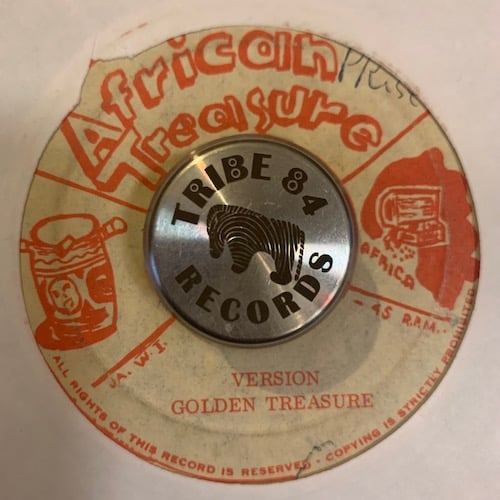 African
Treasure
TRIBE 84
RECORDS
AFRICA
- 45 R.P.M. -
JA. W. I.
VERSION
GOLDEN TREASURE
ALL RIGHTS OF THIS RECORD IS RESERVED - COPYING IS STRICTLY PROHIBITED